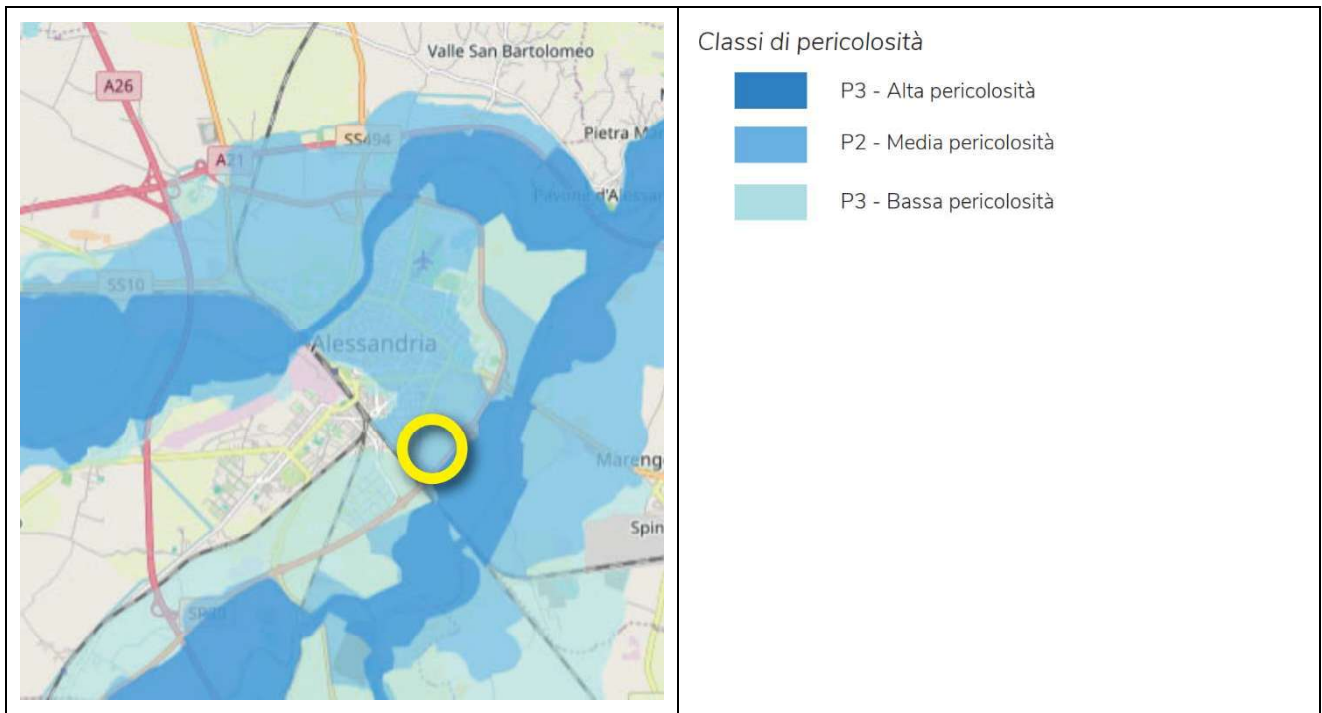 Valle San Bartolomeo
A26
SS494
Pietra Ma
A21
Pavone d'Alessan
SS10
Alessandria
Mareng
Spin
Classi di pericolosità
P3 - Alta pericolosità
P2 - Media pericolosità
P3 - Bassa pericolosità